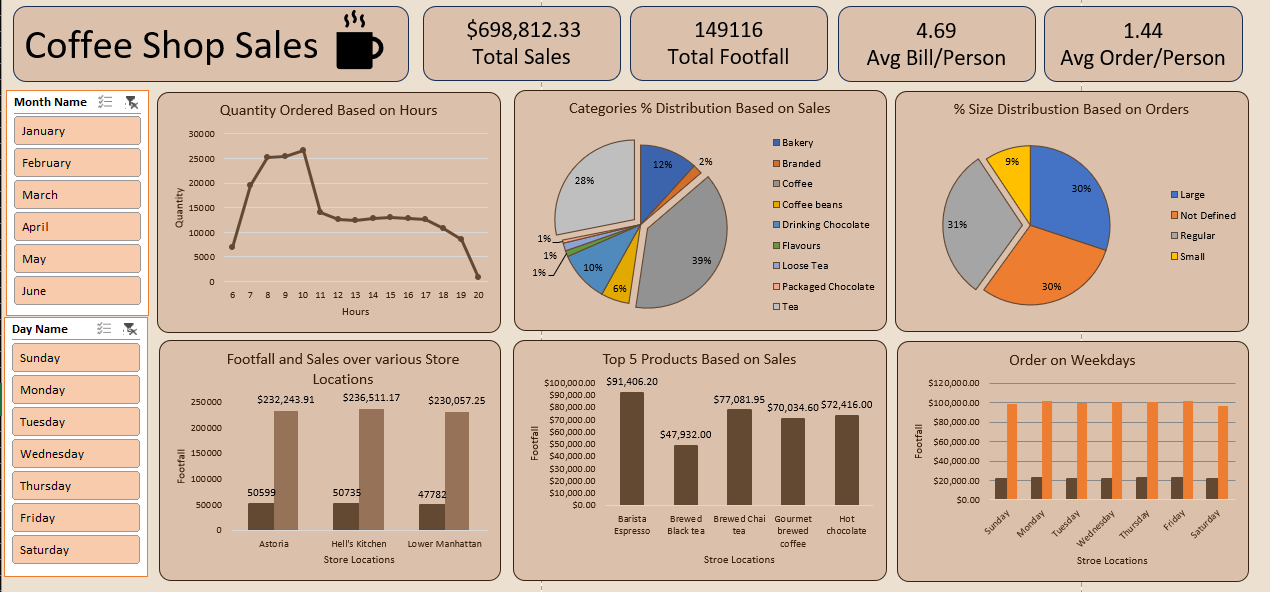 Coffee Shop Sales
$698,812.33
Total Sales
149116
Total Footfall
4.69
Avg Bill/Person
1.44
Avg Order/Person
Month Name
January
February
March
April
May
June
Day Name
Sunday
Monday
Tuesday
Wednesday
Thursday
Friday
Saturday
Quantity Ordered Based on Hours
30000
25000
20000
15000
10000
5000
0
Quantity
6 7 8 9 10 11 12 13 14 15 16 17 18 19 20
Hours
Categories % Distribution Based on Sales
12%
2%
39%
6%
10%
1%
1%
1%
28%
Bakery
Branded
Coffee
Coffee beans
Drinking Chocolate
Flavours
Loose Tea
Packaged Chocolate
Tea
% Size Distribustion Based on Orders
30%
30%
31%
9%
Large
Not Defined
Regular
Small
Footfall and Sales over various Store
Locations
250000
200000
150000
100000
50000
0
Footfall
$232,243.91
$236,511.17
$230,057.25
50599
50735
47782
Astoria
Hell's Kitchen
Lower Manhattan
Store Locations
Top 5 Products Based on Sales
$100,000.00
$90,000.00
$80,000.00
$70,000.00
$60,000.00
$50,000.00
$40,000.00
$30,000.00
$20,000.00
$10,000.00
$0.00
Footfall
$91,406.20
$47,932.00
$77,081.95
$70,034.60
$72,416.00
Barista
Espresso
Brewed
Black tea
Brewed Chai
tea
Gourmet
brewed
coffee
Hot
chocolate
Stroe Locations
Order on Weekdays
$120,000.00
$100,000.00
$80,000.00
$60,000.00
$40,000.00
$20,000.00
$0.00
Footfall
Sunday
Monday
Tuesday
Wednesday
Thursday
Friday
Saturday
Stroe Locations